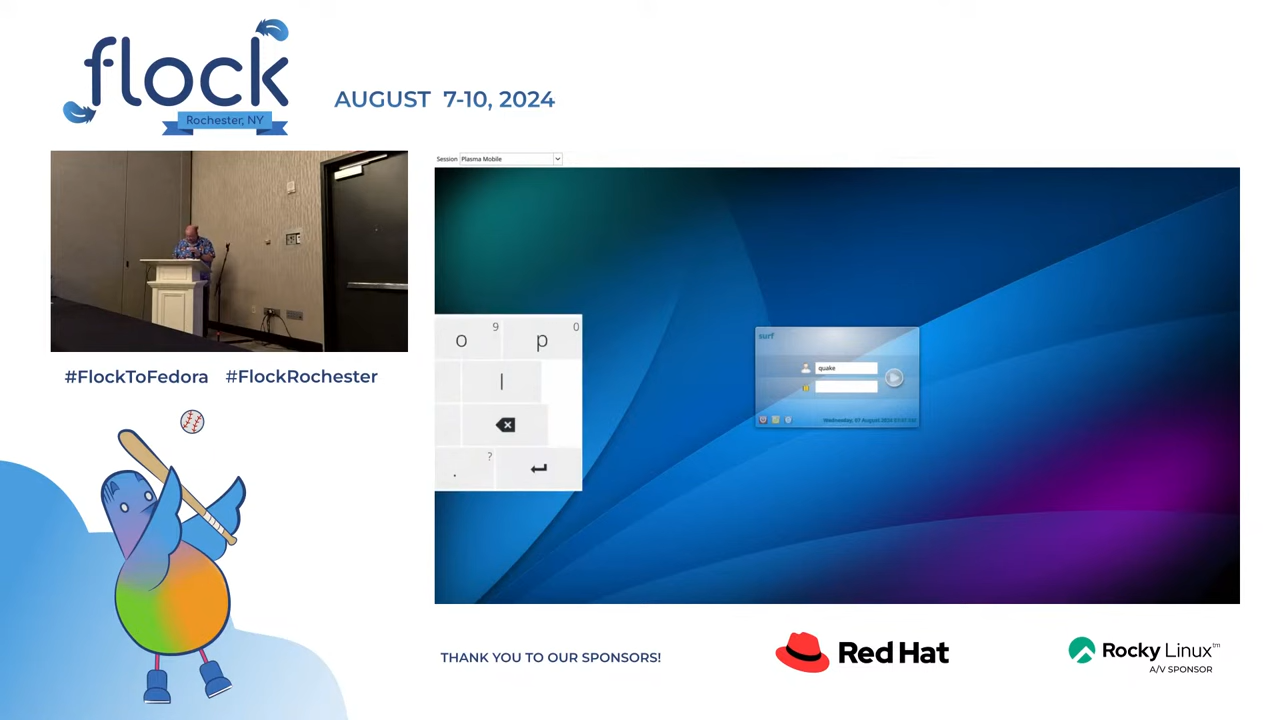 flock
Rochester, NY
AUGUST 7-10, 2024
Session Plasma Mobile
o 9
p 0
l
. ?
surf
quake
#FlockToFedora #FlockRochester
THANK YOU TO OUR SPONSORS!
Red Hat
Rocky Linux™
A/V SPONSOR